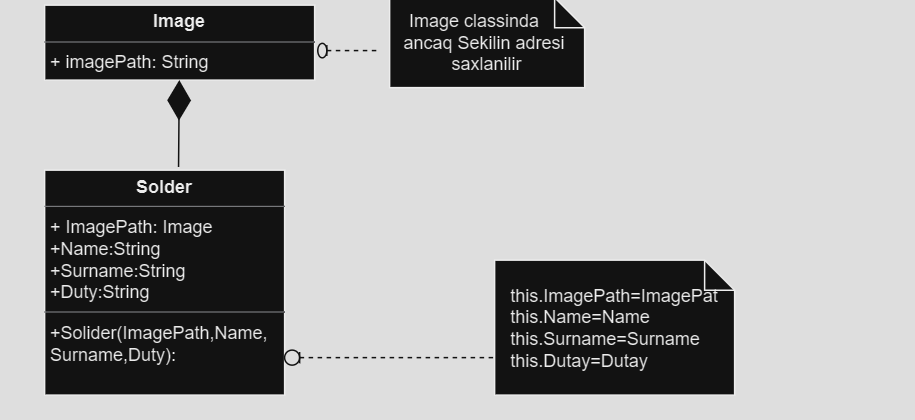 Image
+ imagePath: String
Image classinda
ancaq Sekilin adresi
saxlanilir
Solder
+ ImagePath: Image
+Name:String
+Surname:String
+Duty:String
+Solider(ImagePath,Name,
Surname,Duty):
this.ImagePath=ImagePat
this.Name=Name
this.Surname=Surname
this.Dutay=Dutay